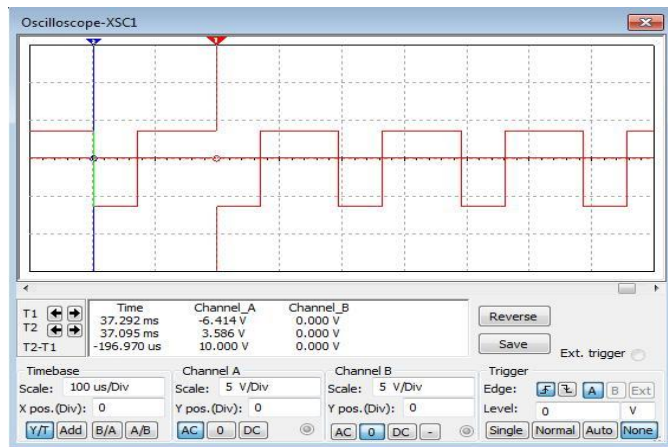 Oscilloscope-XSC1
2 1
Time Channel_A Channel_B
T1 37.292 ms -6.414 V 0.000 V
T2 37.095 ms 3.586 V 0.000 V
T2-T1 -196.970 us 10.000 V 0.000 V
Reverse
Save
Ext. trigger
Timebase Channel A Channel B Trigger
Scale: 100 us/Div Scale: 5 V/Div Scale: 5 V/Div Edge: A B Ext
X pos.(Div): 0 Y pos.(Div): 0 Y pos.(Div): 0 Level: 0 V
Y/T Add B/A A/B AC 0 DC AC 0 DC - Single Normal Auto None